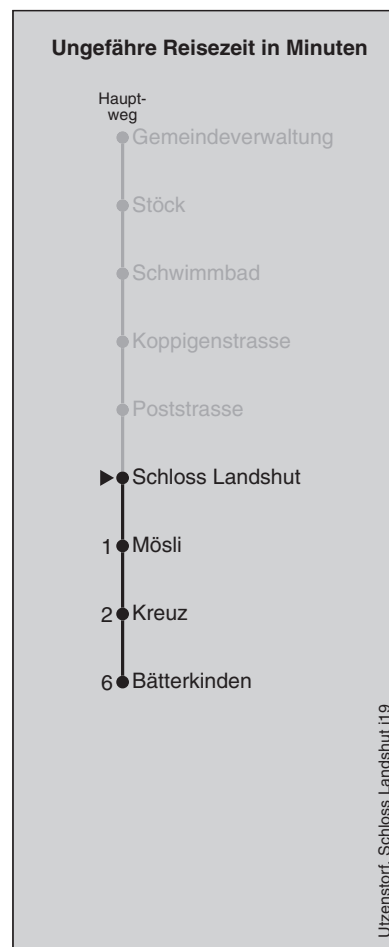 Ungefähre Reisezeit in Minuten
Haupt-
weg
Gemeindeverwaltung
Stöck
Schwimmbad
Koppigenstrasse
Poststrasse
Schloss Landshut
1 Mösli
2 Kreuz
6 Bätterkinden
Utzenstorf, Schloss Landshut j19